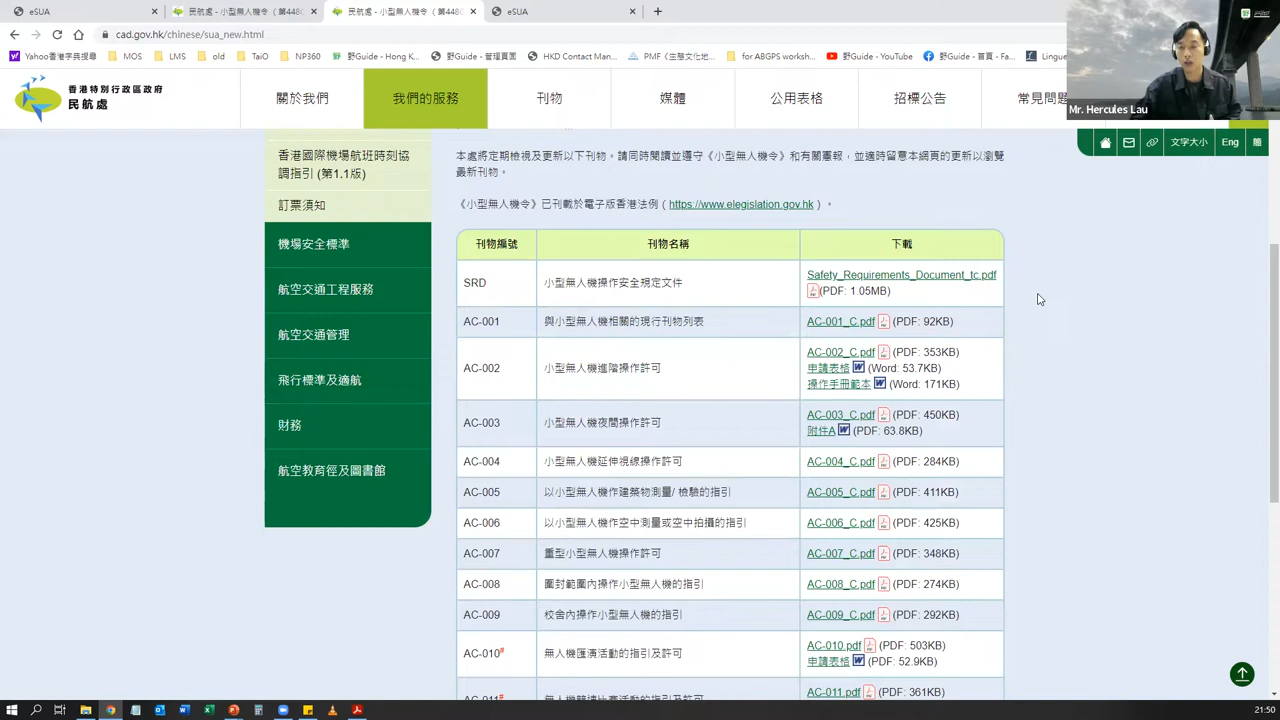 eSUA
民航處 - 小型無人機令（第448G
民航處 - 小型無人機令（第448G
eSUA
cad.gov.hk/chinese/sua_new.html
Yahoo香港字典搜尋
MOS
LMS
old
TaiO
NP360
野Guide - Hong K...
野Guide - 管理頁面
HKD Contact Man...
PMF《生態文化地...
for ABGPS worksh...
野Guide - YouTube
野Guide - 首頁 - Fa...
Lingue
Mr. Hercules Lau
香港特別行政區政府
民航處
關於我們
我們的服務
刊物
媒體
公用表格
招標公告
常見問題
文字大小
Eng
簡
香港國際機場航班時刻協
調指引 (第1.1版)
訂票須知
機場安全標準
航空交通工程服務
航空交通管理
飛行標準及適航
財務
航空教育徑及圖書館
本處將定期檢視及更新以下刊物。請同時閱讀並遵守《小型無人機令》和有關憲報，並適時留意本網頁的更新以瀏覽
最新刊物。
《小型無人機令》已刊載於電子版香港法例（https://www.elegislation.gov.hk）。
刊物編號 刊物名稱 下載
SRD 小型無人機操作安全規定文件 Safety_Requirements_Document_tc.pdf
(PDF: 1.05MB)
AC-001 與小型無人機相關的現行刊物列表 AC-001_C.pdf (PDF: 92KB)
AC-002 小型無人機進階操作許可 AC-002_C.pdf (PDF: 353KB)
申請表格 (Word: 53.7KB)
操作手冊範本 (Word: 171KB)
AC-003 小型無人機夜間操作許可 AC-003_C.pdf (PDF: 450KB)
附件A (PDF: 63.8KB)
AC-004 小型無人機延伸視線操作許可 AC-004_C.pdf (PDF: 284KB)
AC-005 以小型無人機作建築物測量/ 檢驗的指引 AC-005_C.pdf (PDF: 411KB)
AC-006 以小型無人機作空中測量或空中拍攝的指引 AC-006_C.pdf (PDF: 425KB)
AC-007 重型小型無人機操作許可 AC-007_C.pdf (PDF: 348KB)
AC-008 圍封範圍內操作小型無人機的指引 AC-008_C.pdf (PDF: 274KB)
AC-009 校舍內操作小型無人機的指引 AC-009_C.pdf (PDF: 292KB)
AC-010# 無人機匯演活動的指引及許可 AC-010.pdf (PDF: 503KB)
申請表格 (PDF: 52.9KB)
AC-011# 無人機競速比賽活動的指引及許可 AC-011.pdf (PDF: 361KB)
21:50